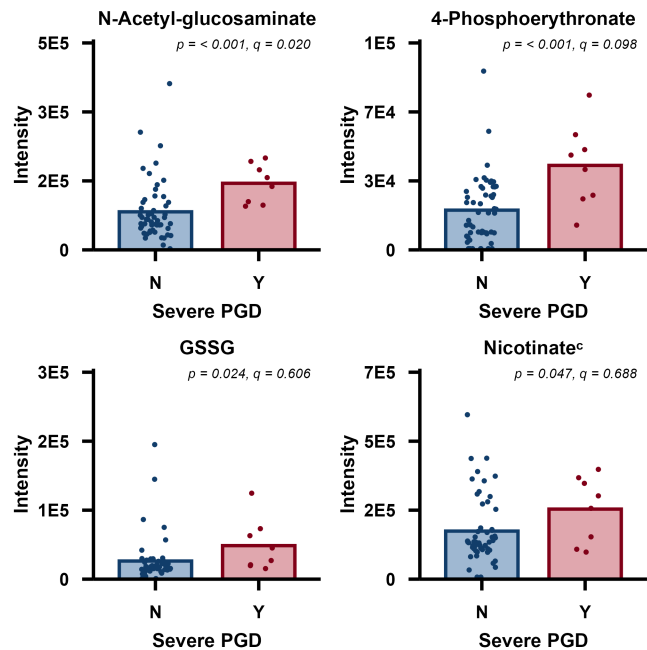 N-Acetyl-glucosaminate
p = < 0.001, q = 0.020
Intensity
5E5
3E5
2E5
0
N
Y
Severe PGD
4-Phosphoerythronate
p = < 0.001, q = 0.098
Intensity
1E5
7E4
3E4
0
N
Y
Severe PGD
GSSG
p = 0.024, q = 0.606
Intensity
3E5
2E5
1E5
0
N
Y
Severe PGD
Nicotinateᶜ
p = 0.047, q = 0.688
Intensity
7E5
5E5
2E5
0
N
Y
Severe PGD